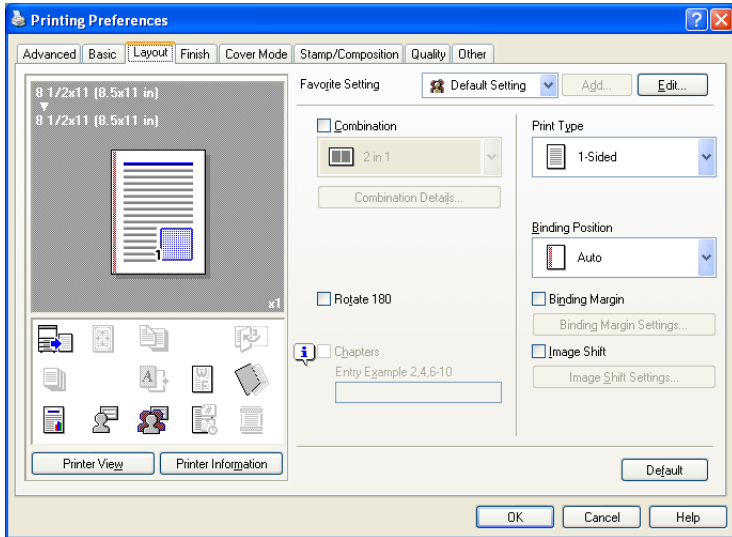 Printing Preferences
Advanced Basic Layout Finish Cover Mode Stamp/Composition Quality Other
8 1/2x11 (8.5x11 in)
8 1/2x11 (8.5x11 in)
1
x1
Printer View Printer Information
Favorite Setting Default Setting Add... Edit...
Combination
2 in 1
Combination Details...
Rotate 180
Chapters
Entry Example 2,4,6-10
Print Type
1-Sided
Binding Position
Auto
Binding Margin
Binding Margin Settings...
Image Shift
Image Shift Settings...
Default
OK Cancel Help